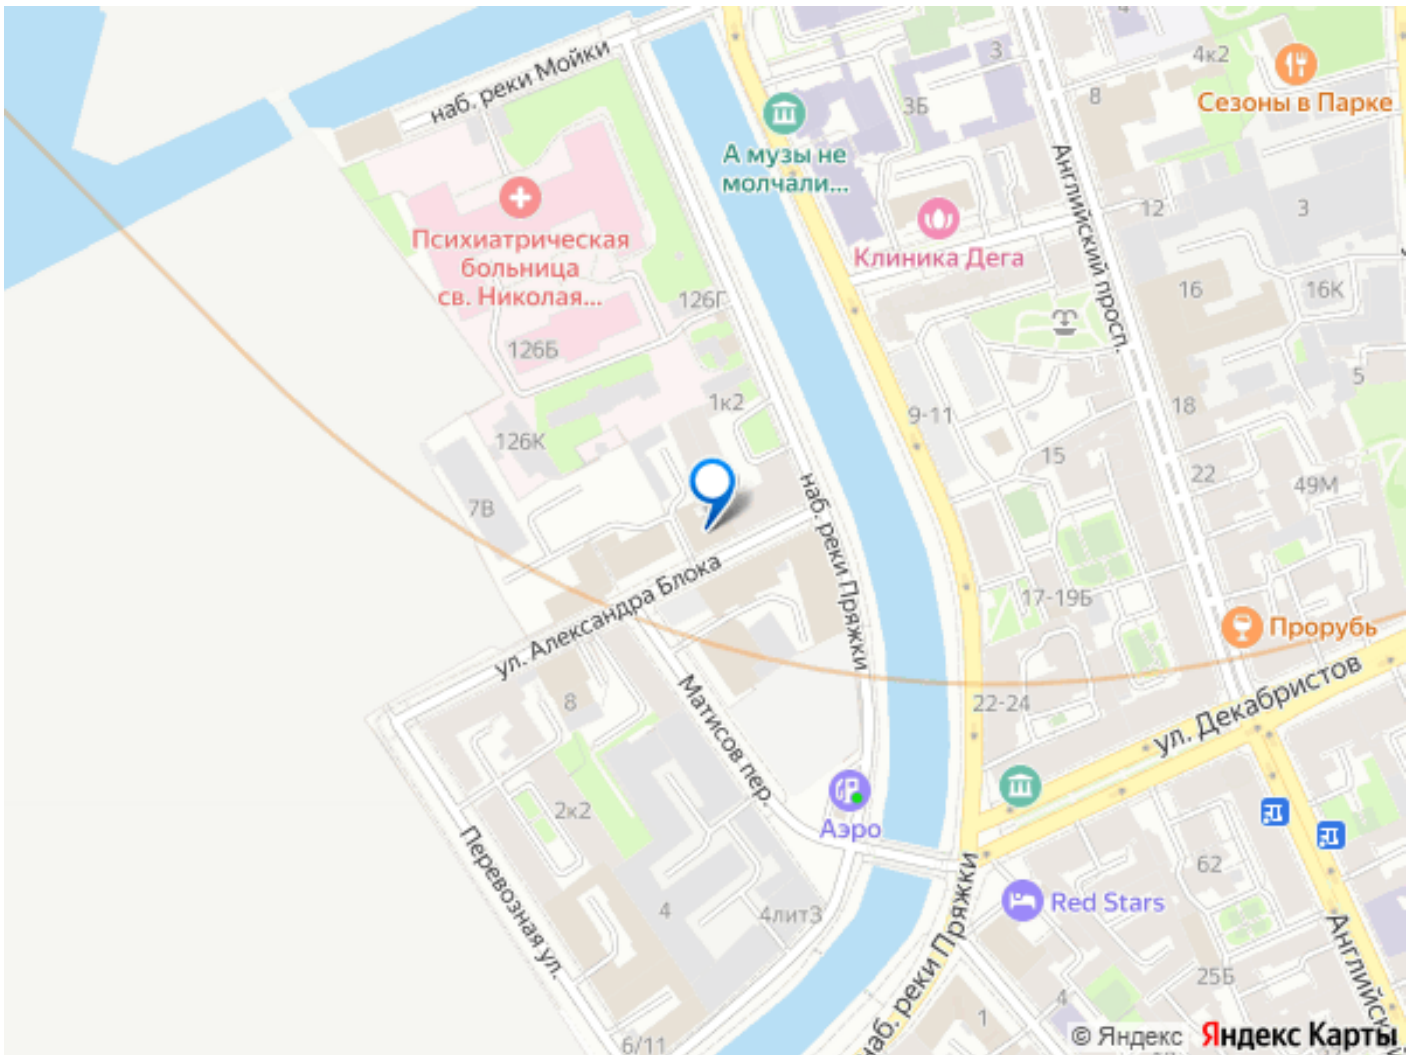 наб. реки Мойки
4к2
3
8
Сезоны в Парке
3Б
А музы не
молчали...
Английский просп.
12
3
Клиника Дега
Психиатрическая
больница
св. Николая...
126Г
16
16К
126Б
5
1к2
9-11
18
126К
15
22
49М
7В
наб. реки Пряжки
ул. Александра Блока
17-19Б
Прорубь
8
Матисов пер.
22-24
ул. Декабристов
2к2
Аэро
Перевозная ул.
62
Red Stars
4
4лит3
наб. реки Пряжки
Английский
25Б
4
1
6/11
© Яндекс Яндекс Карты